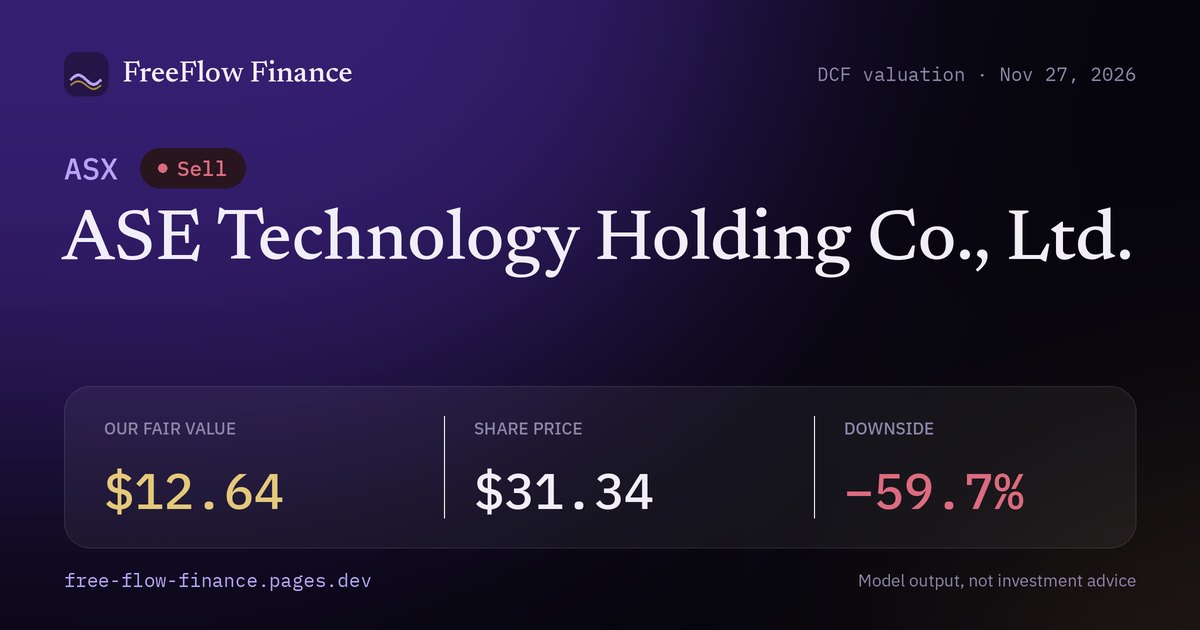 FreeFlow Finance
DCF valuation · Nov 27, 2026
ASX
Sell
ASE Technology Holding Co., Ltd.
OUR FAIR VALUE
$12.64
SHARE PRICE
$31.34
DOWNSIDE
−59.7%
free-flow-finance.pages.dev
Model output, not investment advice